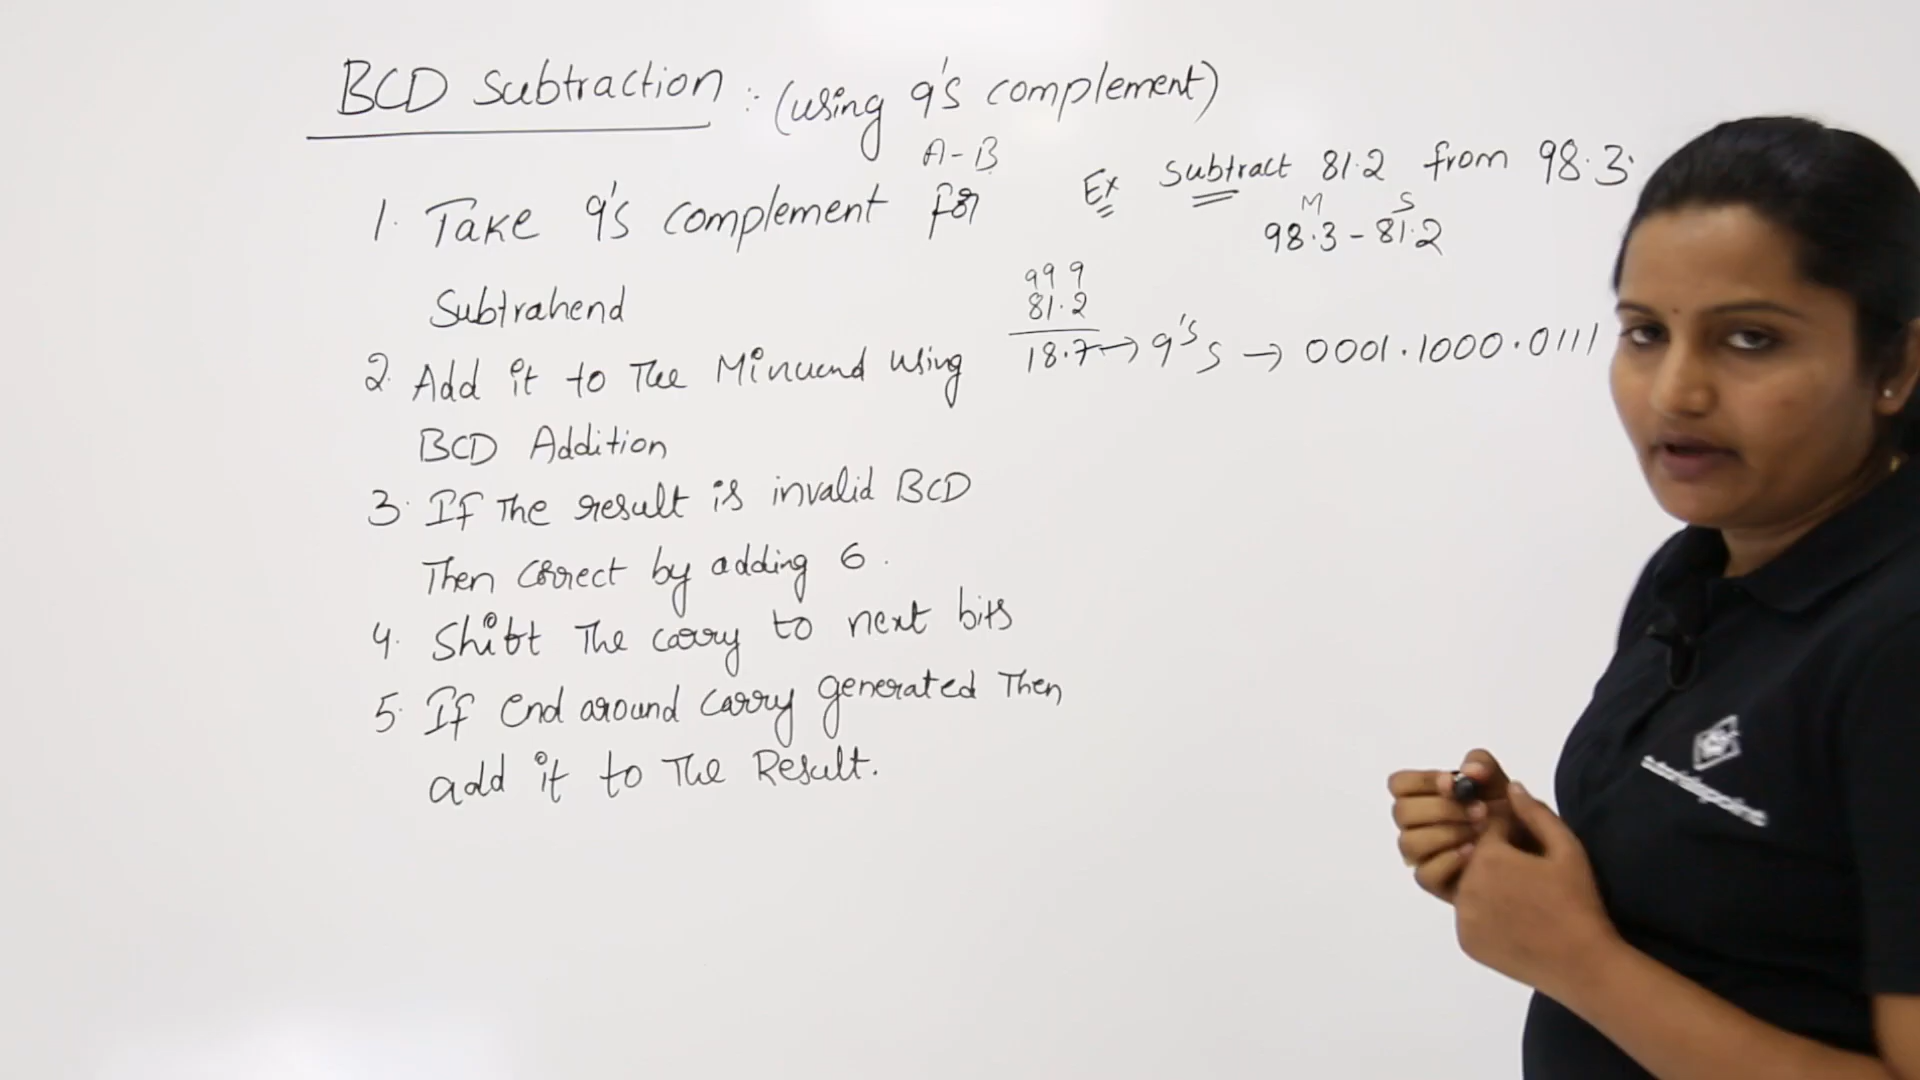 BCD Subtraction : (using 9's complement)
A - B
1. Take 9's complement for
Subtrahend
2. Add it to The Minuend using
BCD Addition
3. If The result is invalid BCD
Then correct by adding 6.
4. Shift The carry to next bits
5. If end around carry generated Then
add it to The Result.
Ex Subtract 81.2 from 98.3.
M S
98.3 - 81.2
99 9
81.2
18.7 → 9's S → 0001.1000.0111
tutorialspoint